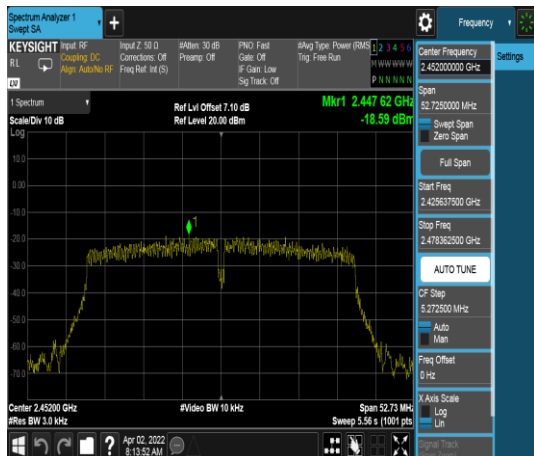 Spectrum Analyzer 1
Swept SA
Frequency
KEYSIGHT
RL
LXI
Input: RF
Coupling: DC
Align: Auto/No RF
Input Z: 50 Ω
Corrections: Off
Freq Ref: Int (S)
#Atten: 30 dB
Preamp: Off
PNO: Fast
Gate: Off
IF Gain: Low
Sig Track: Off
#Avg Type: Power (RMS
Trig: Free Run
1 2 3 4 5 6
M W W W W W
P N N N N N
Settings
Center Frequency
2.452000000 GHz
Span
52.7250000 MHz
Swept Span
Zero Span
Full Span
Start Freq
2.425637500 GHz
Stop Freq
2.478362500 GHz
AUTO TUNE
CF Step
5.272500 MHz
Auto
Man
Freq Offset
0 Hz
X Axis Scale
Log
Lin
Signal Track
1 Spectrum
Scale/Div 10 dB
Log
Ref Lvl Offset 7.10 dB
Ref Level 20.00 dBm
Mkr1 2.447 62 GHz
-18.59 dBm
10.0
0.00
-10.0
-20.0
-30.0
-40.0
-50.0
-60.0
-70.0
1
Center 2.45200 GHz
#Res BW 3.0 kHz
#Video BW 10 kHz
Span 52.73 MHz
Sweep 5.56 s (1001 pts)
Apr 02, 2022
8:13:52 AM